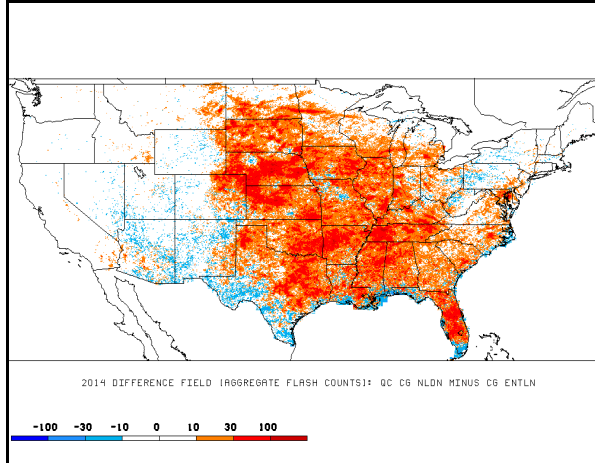 2014 DIFFERENCE FIELD [AGGREGATE FLASH COUNTS]: QC CG NLDN MINUS CG ENTLN
-100 -30 -10 0 10 30 100